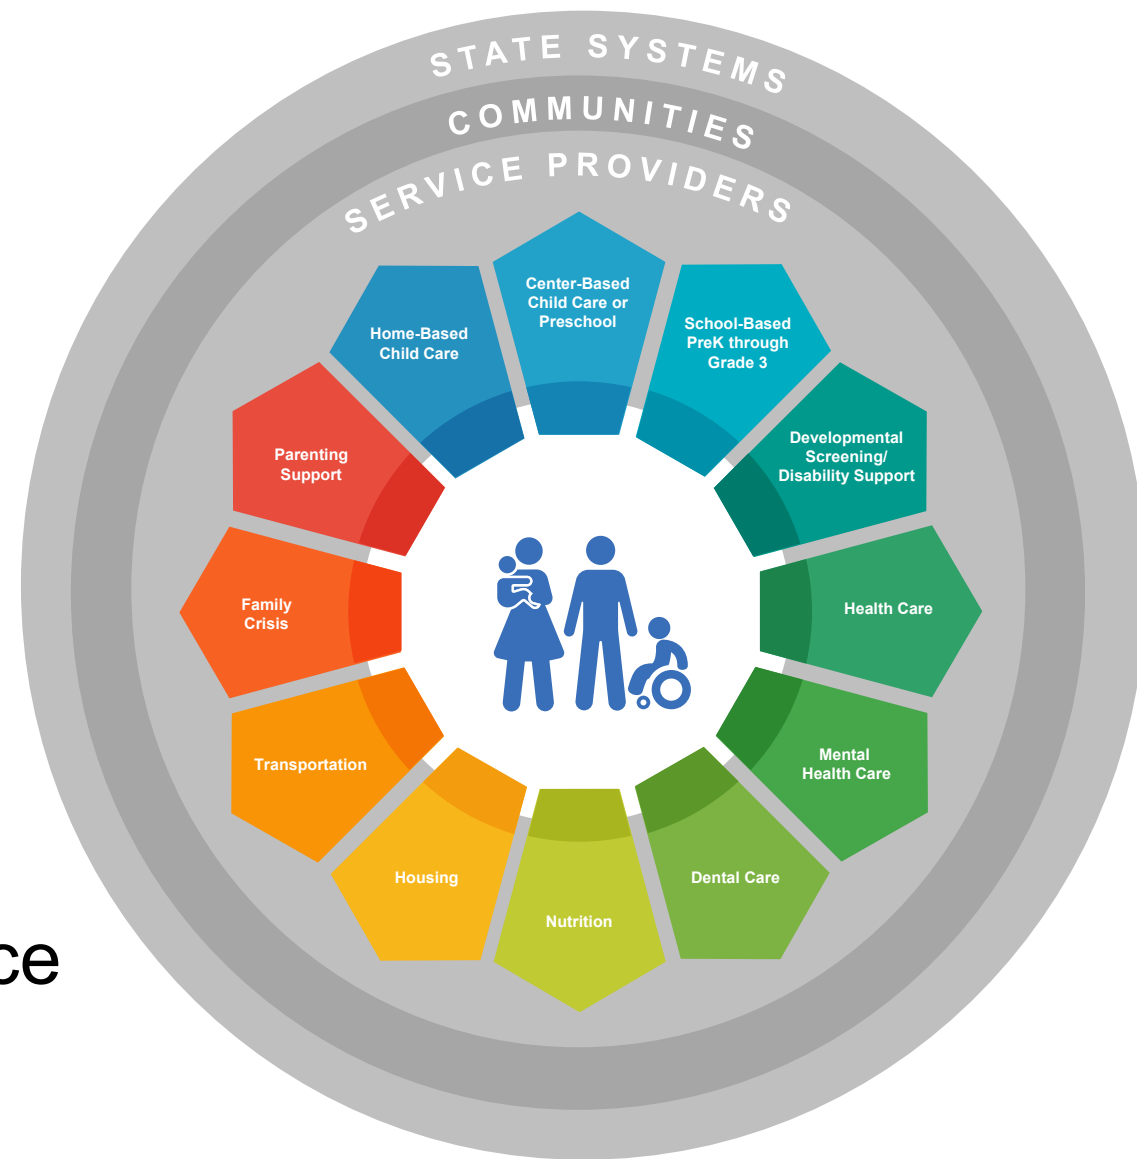 STATE SYSTEMS
COMMUNITIES
SERVICE PROVIDERS
Center-Based
Child Care or
Preschool
School-Based
PreK through
Grade 3
Developmental
Screening/
Disability Support
Health Care
Mental
Health Care
Dental Care
Nutrition
Housing
Transportation
Family
Crisis
Parenting
Support
Home-Based
Child Care
ce